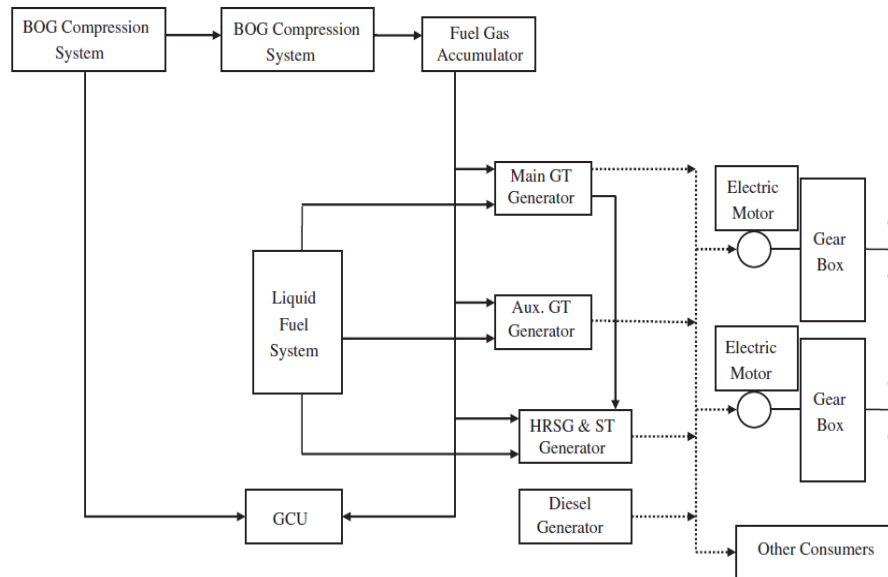 BOG Compression
System
BOG Compression
System
Fuel Gas
Accumulator
Main GT
Generator
Electric
Motor
Gear
Box
Liquid
Fuel
System
Aux. GT
Generator
Electric
Motor
Gear
Box
HRSG & ST
Generator
GCU
Diesel
Generator
Other Consumers